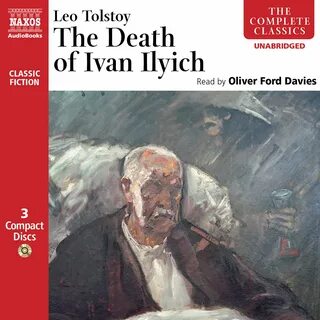 NAXOS
AudioBooks
Leo Tolstoy
The Death
of Ivan Ilyich
THE
COMPLETE
CLASSICS
UNABRIDGED
Read by Oliver Ford Davies
CLASSIC
FICTION
3
Compact
Discs